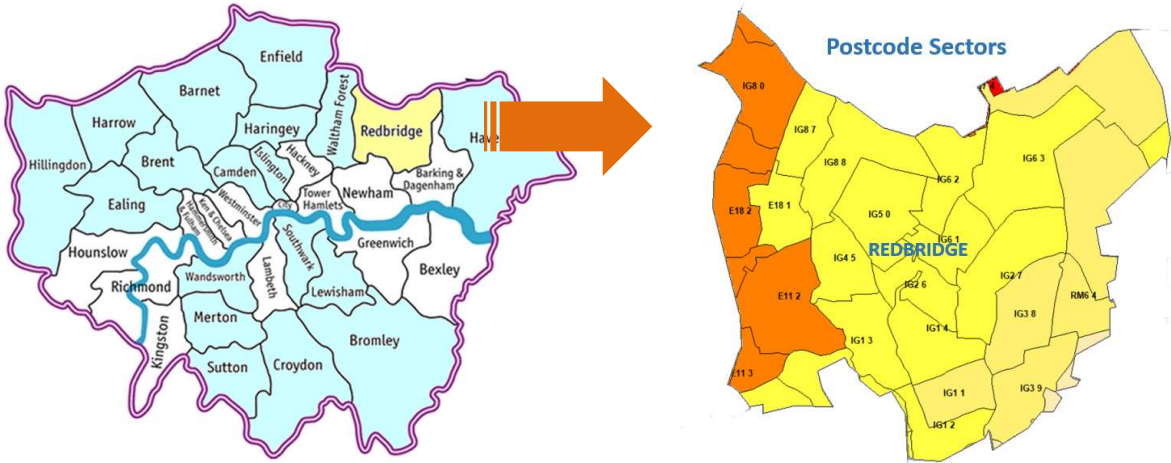 Enfield
Barnet
Harrow
Haringey
Waltham Forest
Redbridge
Have
Hillingdon
Brent
Camden
Islington
Hackney
Barking &
Dagenham
Newham
Tower
Hamlets
City
Westminster
Ken & Chelsea
Hammersmith
& Fulham
Ealing
Hounslow
Richmond
Wandsworth
Lambeth
Southwark
Greenwich
Lewisham
Bexley
Kingston
Merton
Sutton
Croydon
Bromley
Postcode Sectors
IG8 0
IG8 7
IG8 8
IG6 3
IG6 2
E18 2
E18 1
IG5 0
IG6 1
REDBRIDGE
IG4 5
IG2 7
IG2 6
E11 2
RM6 4
IG3 8
IG1 4
IG1 3
E11 3
IG1 1
IG3 9
IG1 2